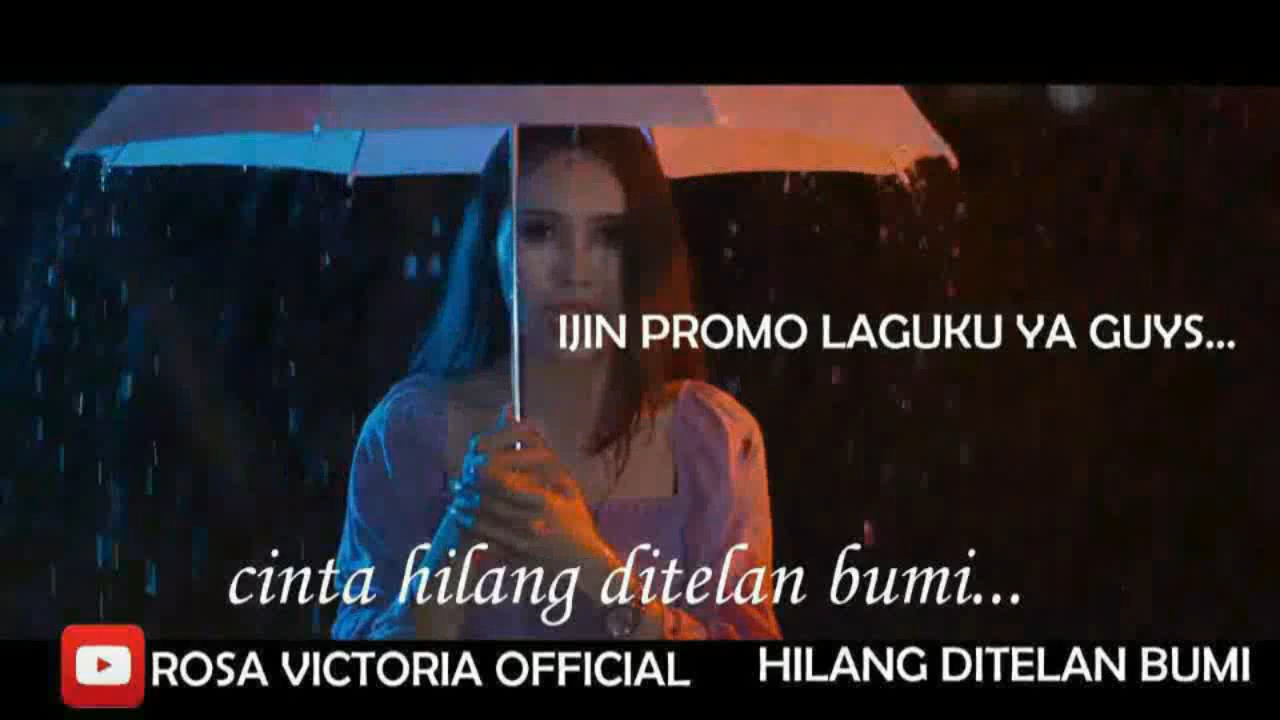 IJIN PROMO LAGUKU YA GUYS...
cinta hilang ditelan bumi...
ROSA VICTORIA OFFICIAL
HILANG DITELAN BUMI